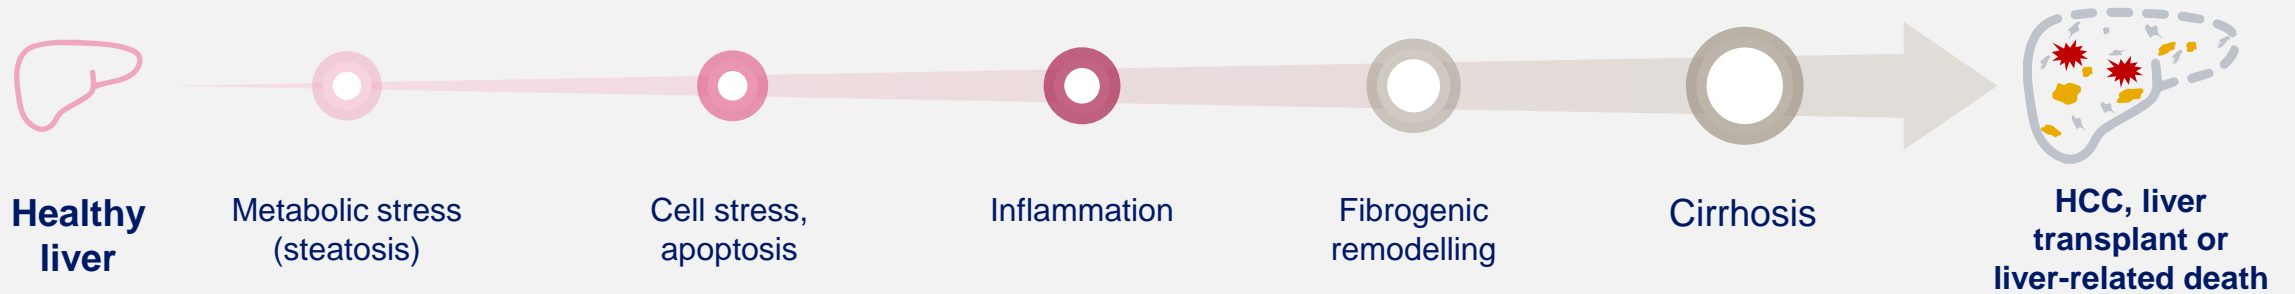 Healthy
liver
Metabolic stress
(steatosis)
Cell stress,
apoptosis
Inflammation
Fibrogenic
remodelling
Cirrhosis
HCC, liver
transplant or
liver-related death